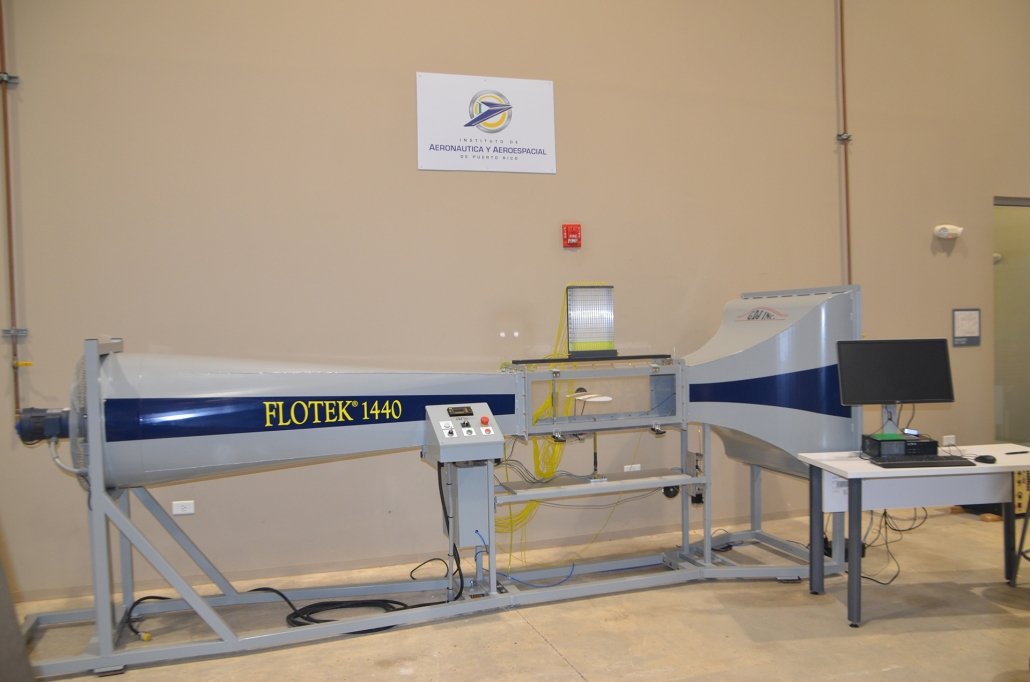 INSTITUTO DE
AERONAUTICA Y AEROESPACIAL
DE PUERTO RICO
FLOTEK® 1440